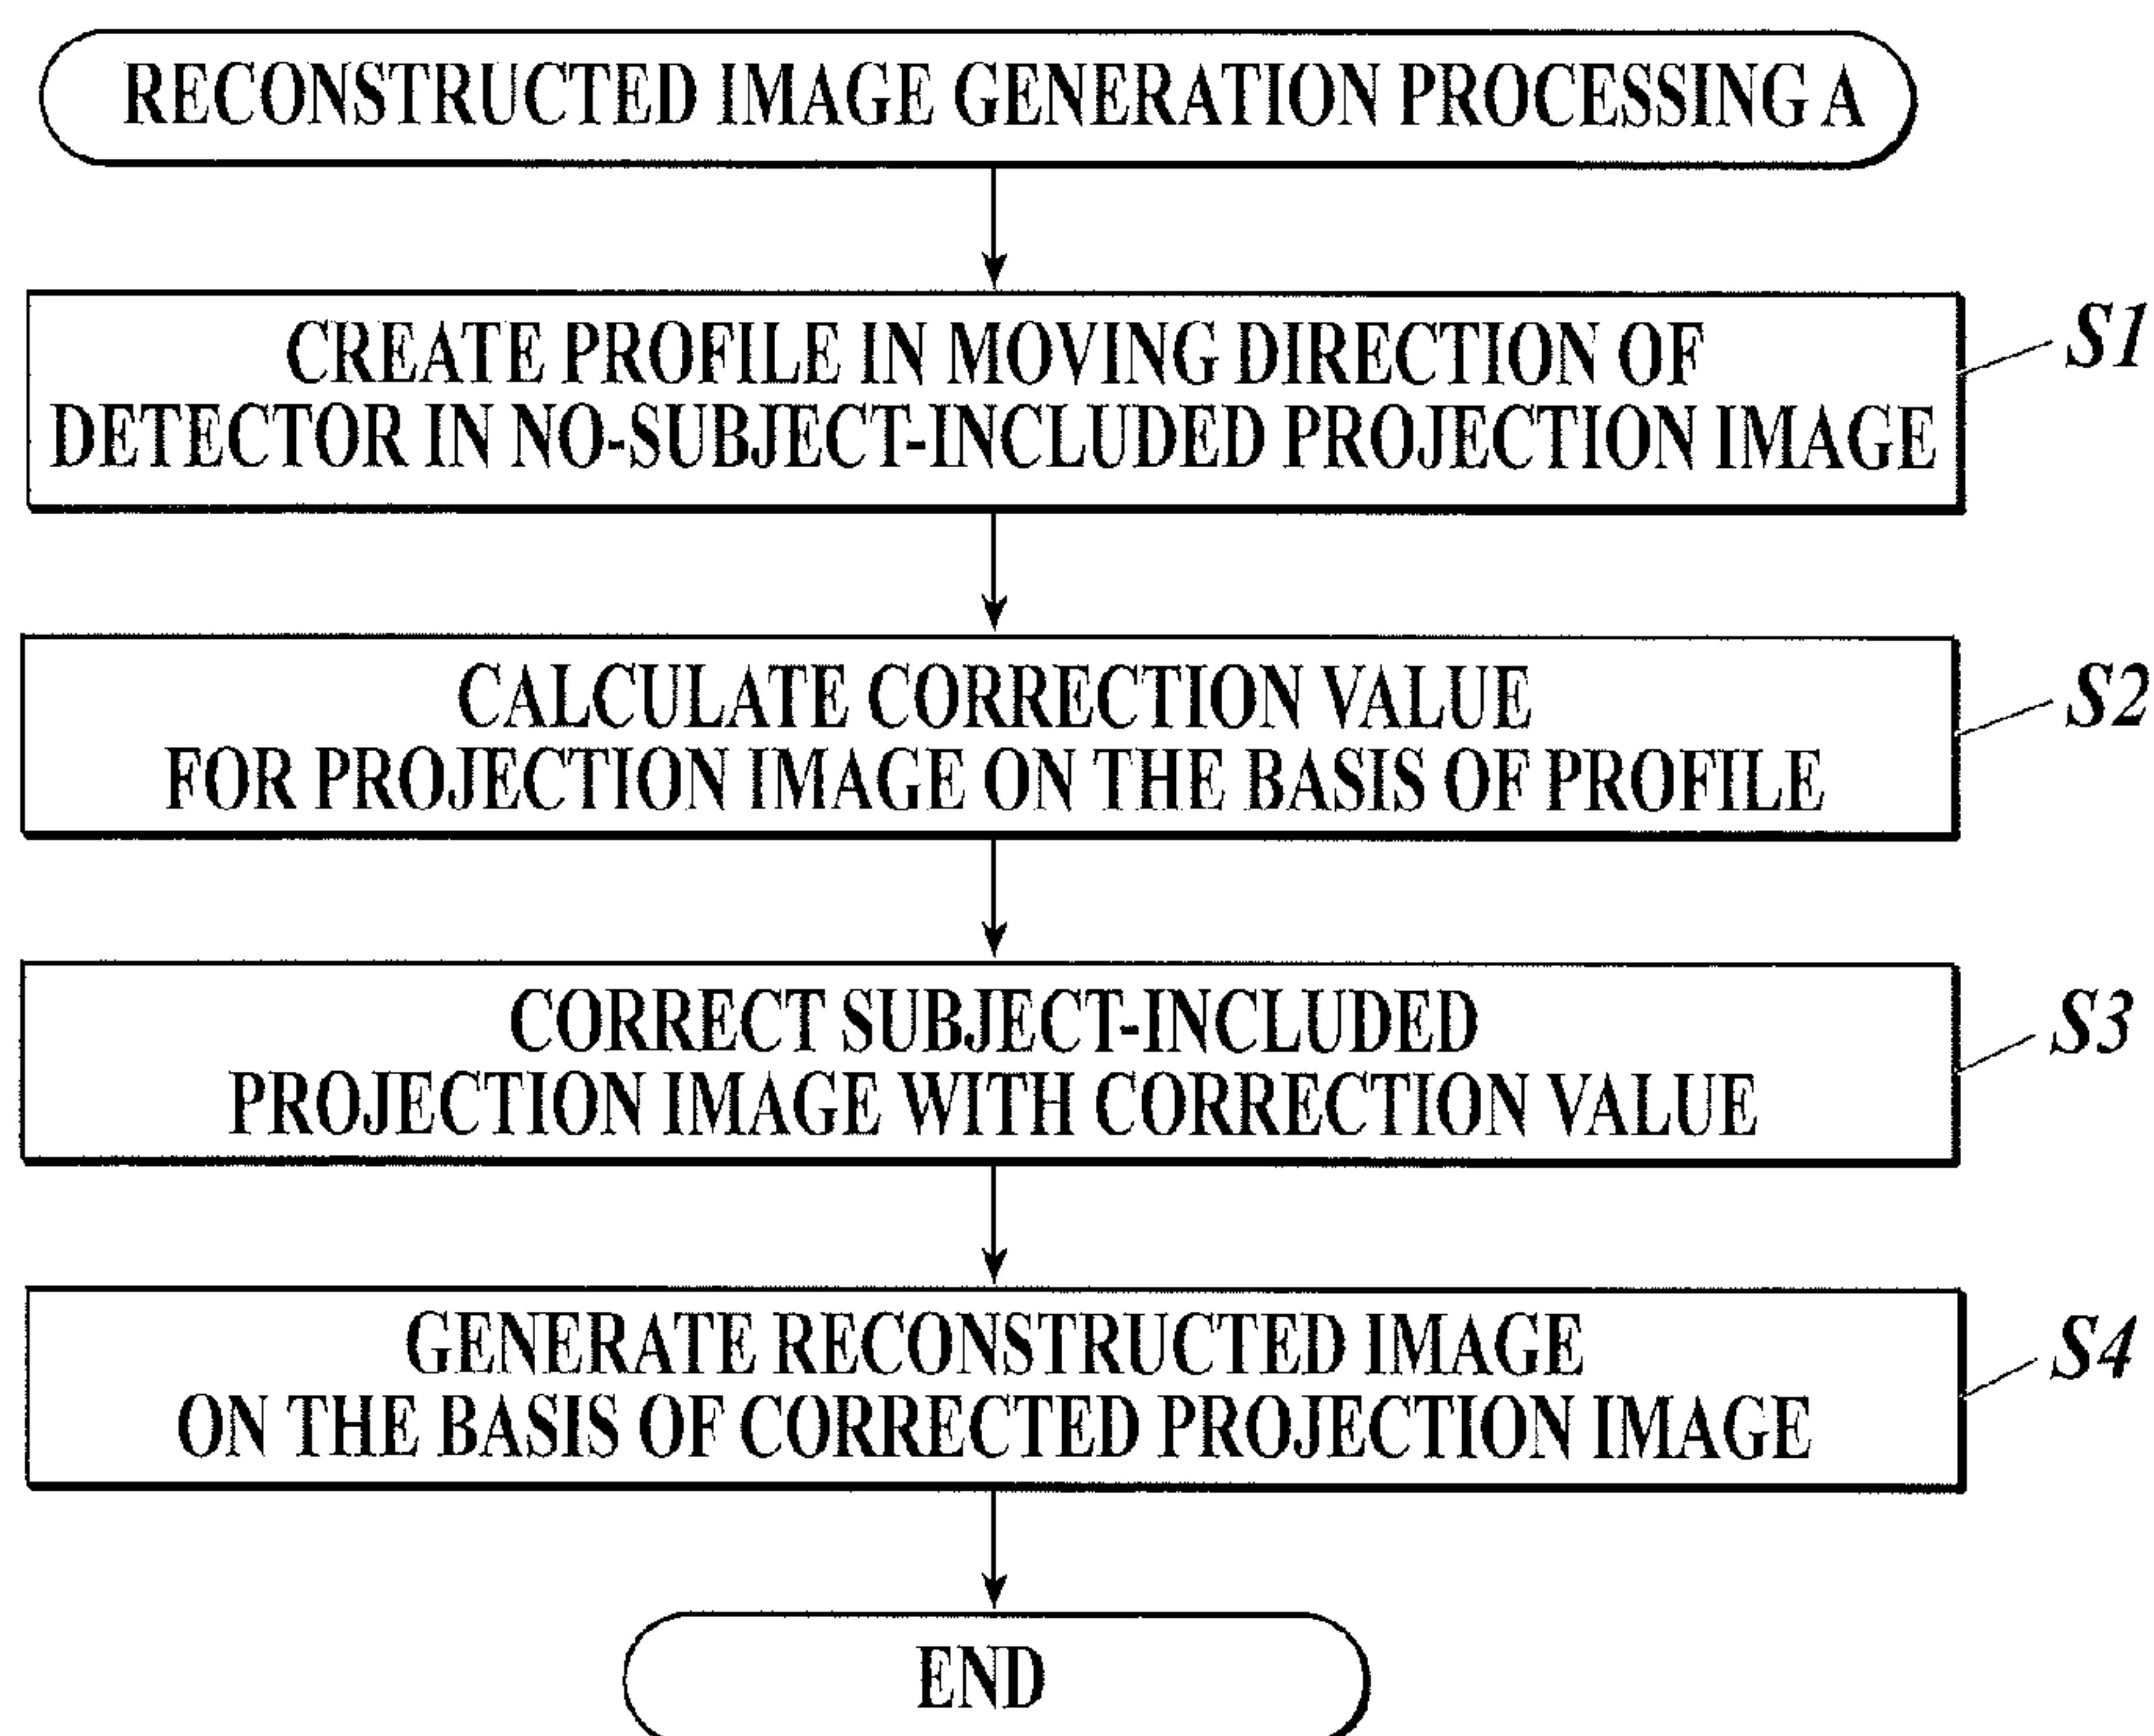 RECONSTRUCTED IMAGE GENERATION PROCESSING A
CREATE PROFILE IN MOVING DIRECTION OF
DETECTOR IN NO-SUBJECT-INCLUDED PROJECTION IMAGE
S1
CALCULATE CORRECTION VALUE
FOR PROJECTION IMAGE ON THE BASIS OF PROFILE
S2
CORRECT SUBJECT-INCLUDED
PROJECTION IMAGE WITH CORRECTION VALUE
S3
GENERATE RECONSTRUCTED IMAGE
ON THE BASIS OF CORRECTED PROJECTION IMAGE
S4
END